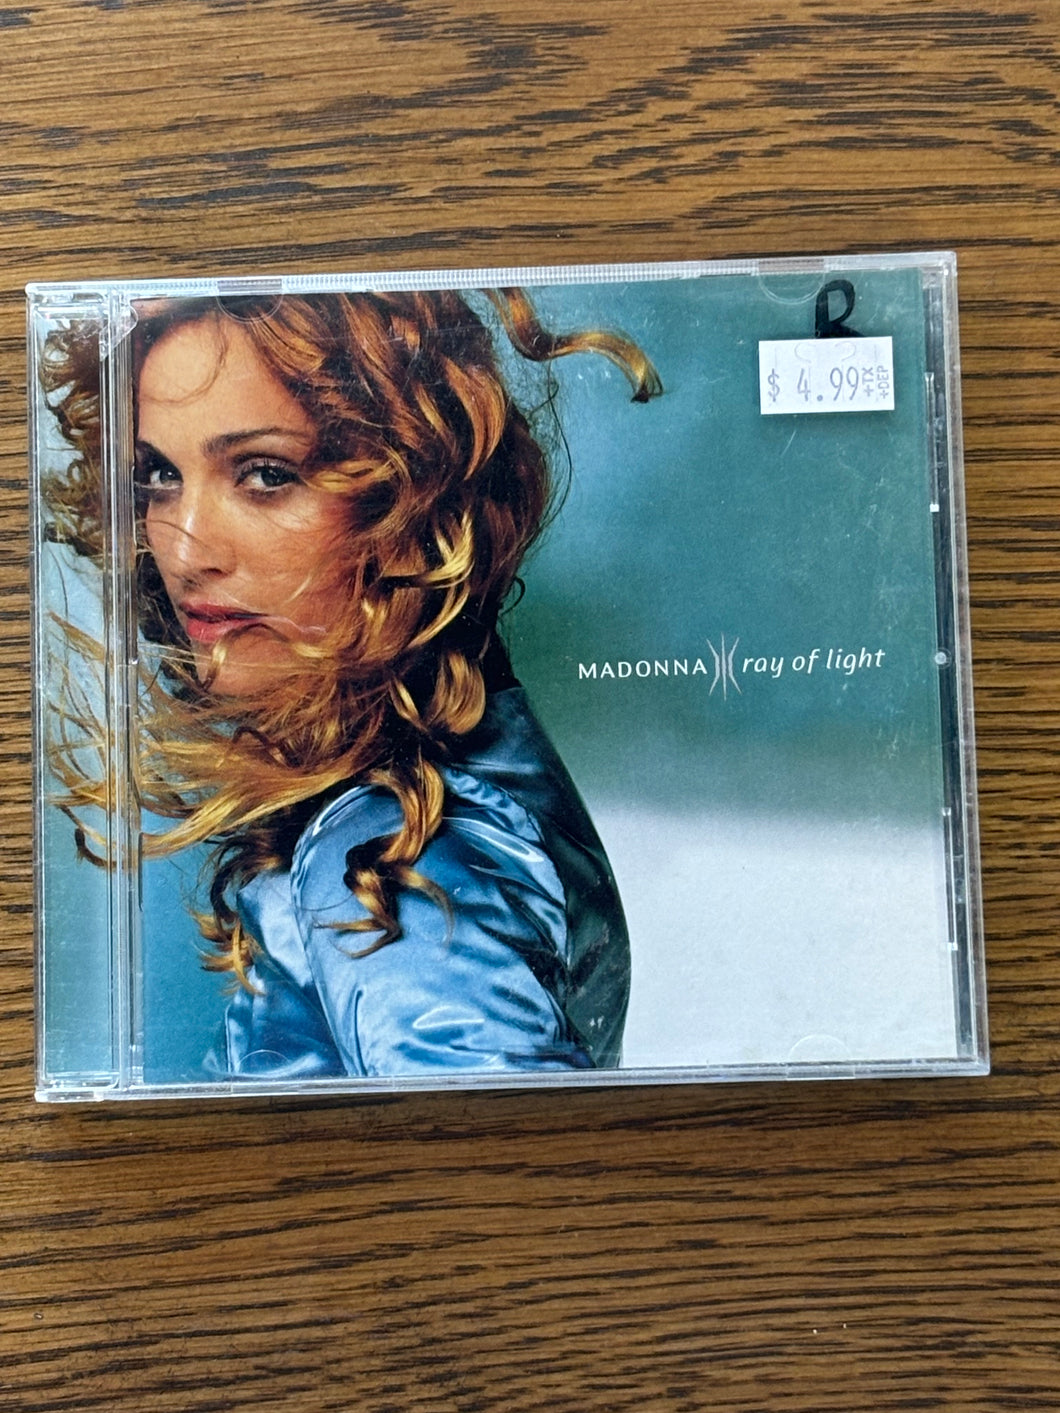 R
$ 4.99 +TX +DEP
MADONNA ray of light